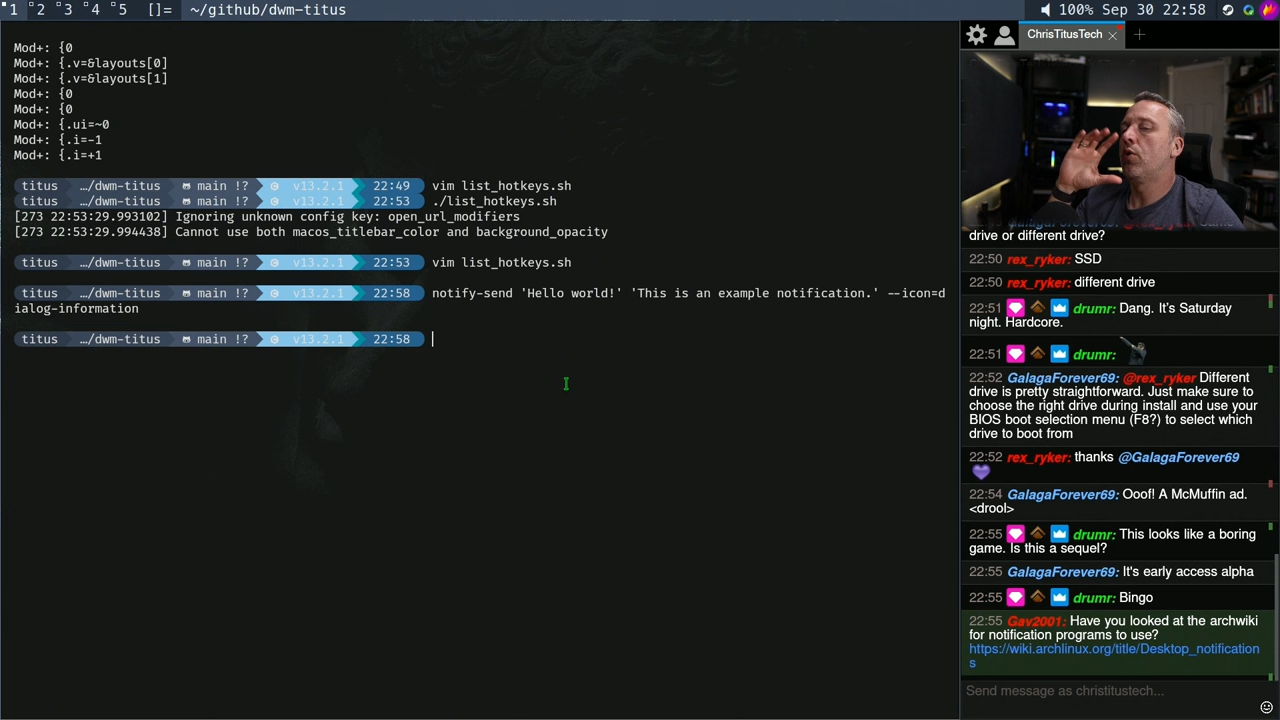 1 2 3 4 5 []= ~/github/dwm-titus 100% Sep 30 22:58
Mod+: {0
Mod+: {.v=&layouts[0]
Mod+: {.v=&layouts[1]
Mod+: {0
Mod+: {0
Mod+: {.ui=~0
Mod+: {.i=-1
Mod+: {.i=+1
titus …/dwm-titus main !? v13.2.1 22:49 vim list_hotkeys.sh
titus …/dwm-titus main !? v13.2.1 22:53 ./list_hotkeys.sh
[273 22:53:29.993102] Ignoring unknown config key: open_url_modifiers
[273 22:53:29.994438] Cannot use both macos_titlebar_color and background_opacity
titus …/dwm-titus main !? v13.2.1 22:53 vim list_hotkeys.sh
titus …/dwm-titus main !? v13.2.1 22:58 notify-send 'Hello world!' 'This is an example notification.' --icon=d
ialog-information
titus …/dwm-titus main !? v13.2.1 22:58
ChrisTitusTech
drive or different drive?
22:50 rex_ryker: SSD
22:50 rex_ryker: different drive
22:51 drumr: Dang. It's Saturday
night. Hardcore.
22:51 drumr:
22:52 GalagaForever69: @rex_ryker Different
drive is pretty straightforward. Just make sure to
choose the right drive during install and use your
BIOS boot selection menu (F8?) to select which
drive to boot from
22:52 rex_ryker: thanks @GalagaForever69
22:54 GalagaForever69: Ooof! A McMuffin ad.
<drool>
22:55 drumr: This looks like a boring
game. Is this a sequel?
22:55 GalagaForever69: It's early access alpha
22:55 drumr: Bingo
22:55 Gav2001: Have you looked at the archwiki
for notification programs to use?
https://wiki.archlinux.org/title/Desktop_notification
s
Send message as christitustech...